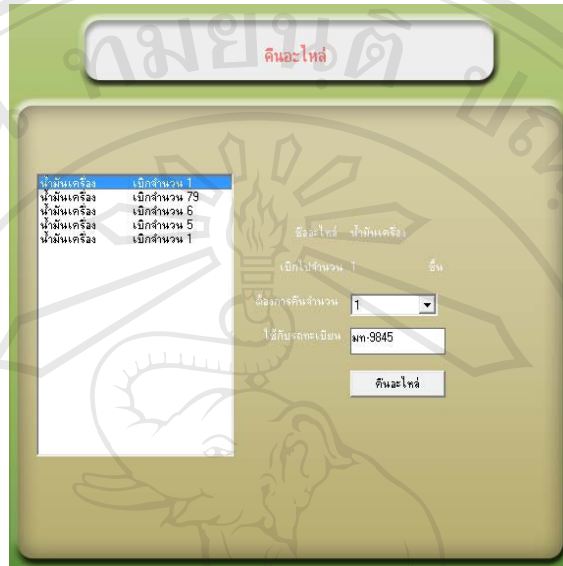 คืนอะไหล่
น้ำมันเครื่อง เบิกจำนวน 1
น้ำมันเครื่อง เบิกจำนวน 79
น้ำมันเครื่อง เบิกจำนวน 6
น้ำมันเครื่อง เบิกจำนวน 5
น้ำมันเครื่อง เบิกจำนวน 1
ชื่ออะไหล่ น้ำมันเครื่อง
เบิกไปจำนวน 1 ชิ้น
ต้องการคืนจำนวน 1
ใช้กับรถทะเบียน มท-9845
คืนอะไหล่